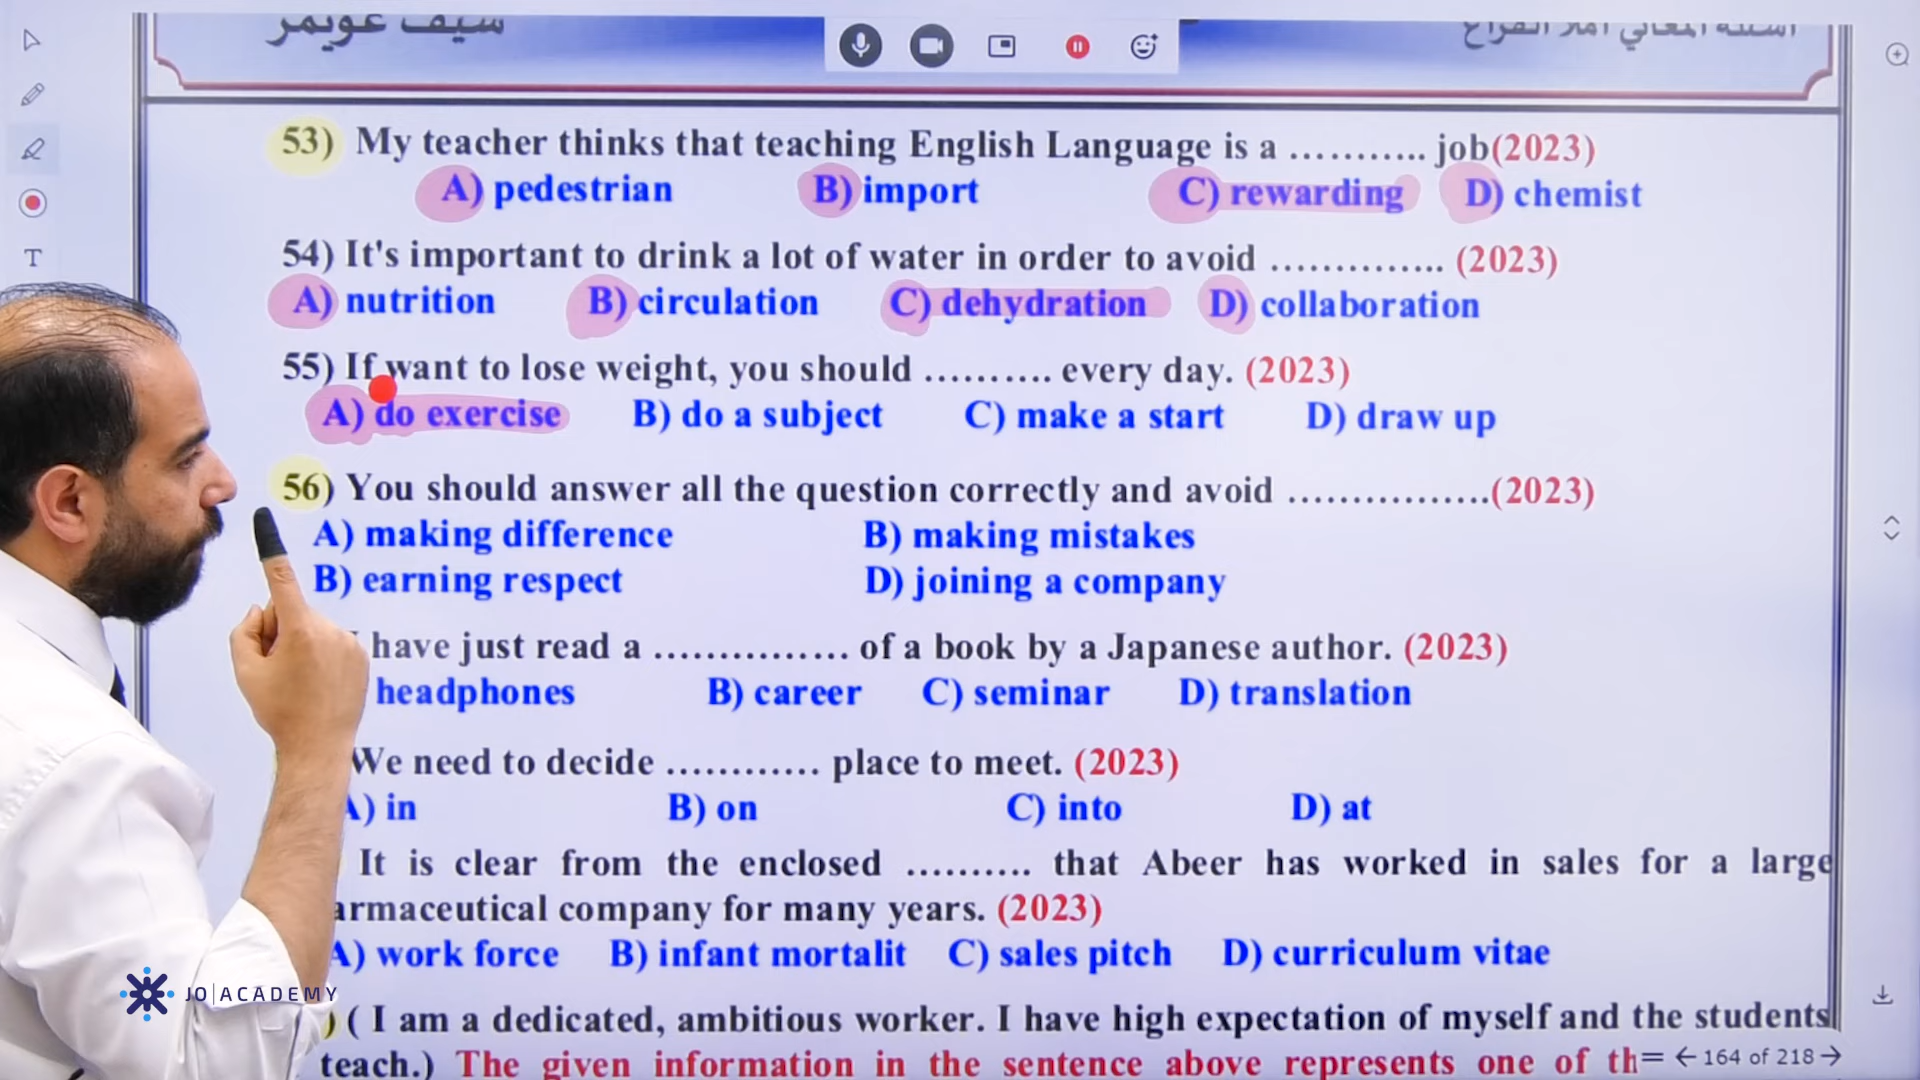 سيف عويمر
53) My teacher thinks that teaching English Language is a ........... job(2023)
A) pedestrian B) import C) rewarding D) chemist
54) It's important to drink a lot of water in order to avoid .............. (2023)
A) nutrition B) circulation C) dehydration D) collaboration
55) If want to lose weight, you should .......... every day. (2023)
A) do exercise B) do a subject C) make a start D) draw up
56) You should answer all the question correctly and avoid ................(2023)
A) making difference B) making mistakes
B) earning respect D) joining a company
have just read a ............... of a book by a Japanese author. (2023)
headphones B) career C) seminar D) translation
We need to decide ............ place to meet. (2023)
A) in B) on C) into D) at
It is clear from the enclosed .......... that Abeer has worked in sales for a large
armaceutical company for many years. (2023)
A) work force B) infant mortalit C) sales pitch D) curriculum vitae
) ( I am a dedicated, ambitious worker. I have high expectation of myself and the students
teach.) The given information in the sentence above represents one of th
164 of 218
JO|ACADEMY
T